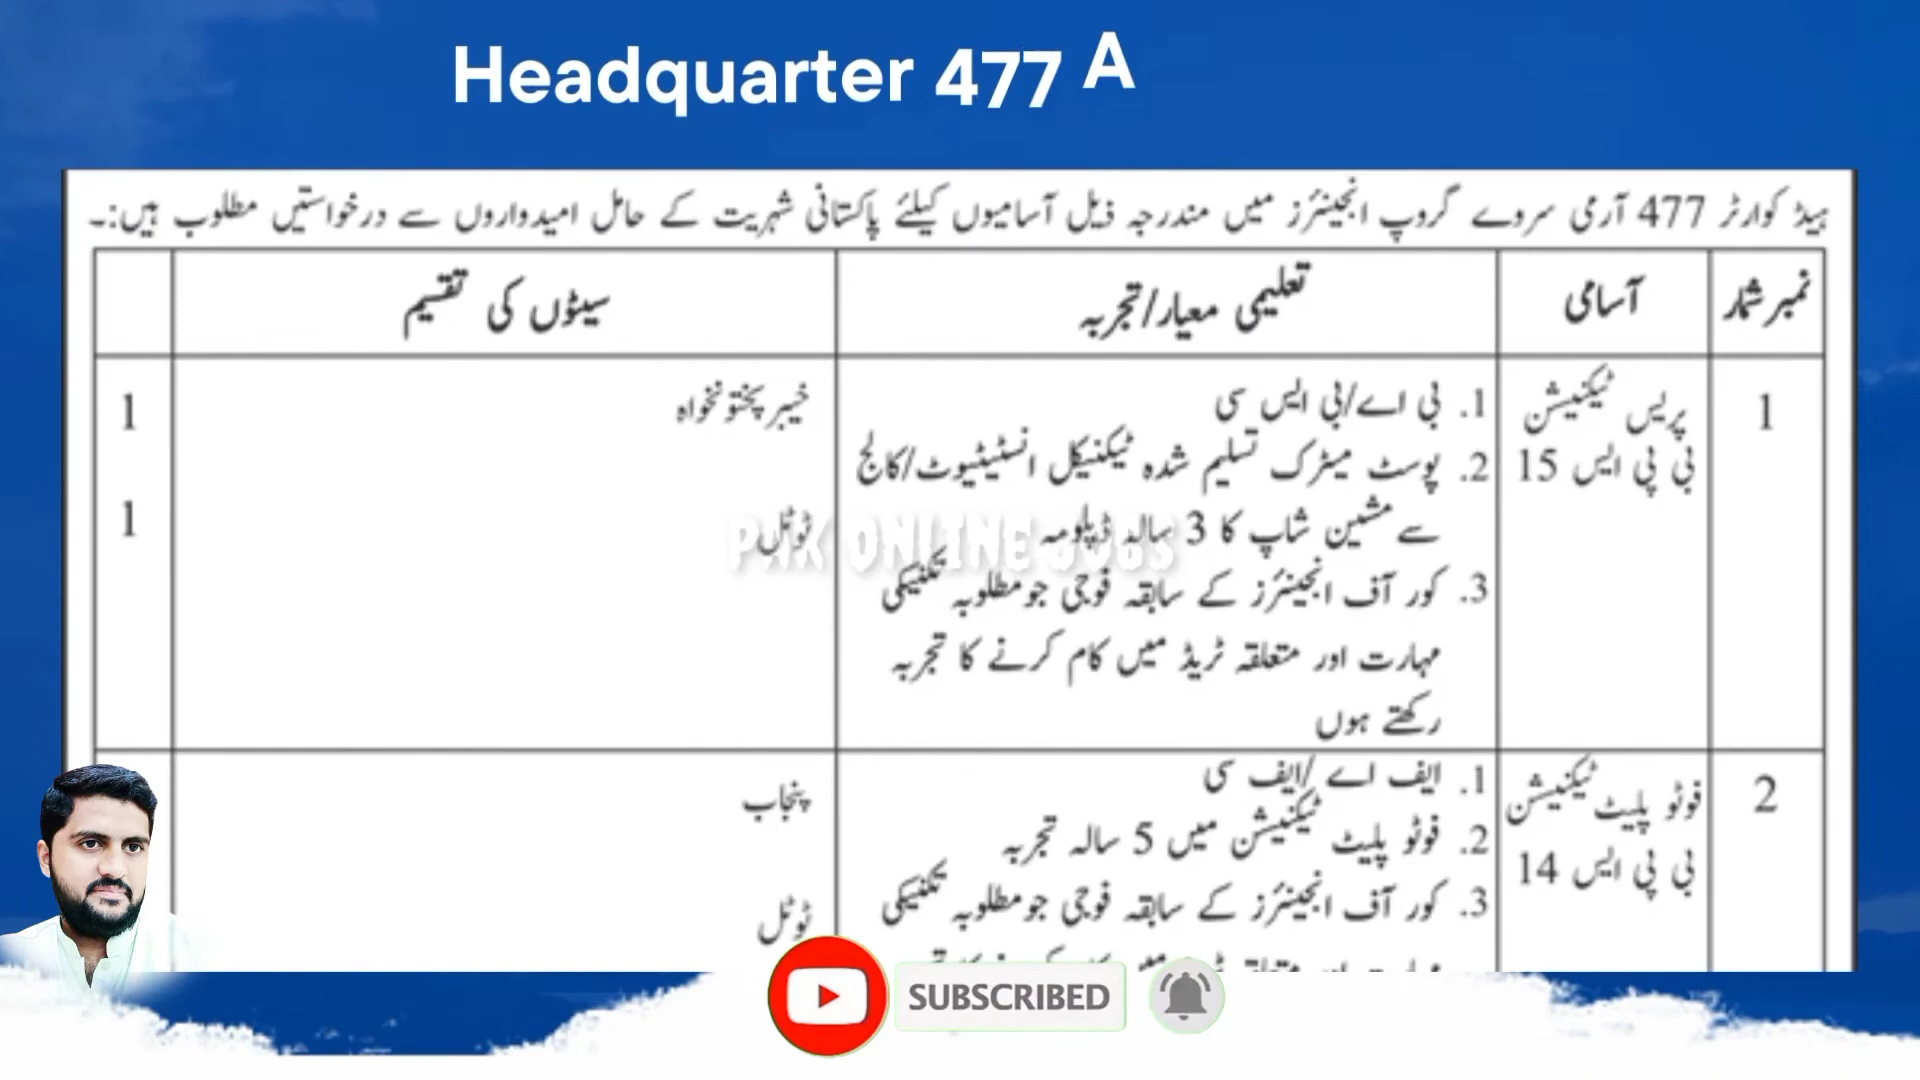 Headquarter 477 A
ہیڈ کوارٹر 477 آرمی سروے گروپ انجینئرز میں مندرجہ ذیل آسامیوں کیلئے پاکستانی شہریت کے حامل امیدواروں سے درخواستیں مطلوب ہیں:۔
نمبر شمار
آسامی
تعلیمی معیار/تجربہ
سیٹوں کی تقسیم
1
پریس ٹیکنیشن
بی پی ایس 15
1. بی اے/بی ایس سی
2. پوسٹ میٹرک تسلیم شدہ ٹیکنیکل انسٹیٹیوٹ/کالج
سے مشین شاپ کا 3 سالہ ڈپلومہ
3. کور آف انجینئرز کے سابقہ فوجی جو مطلوبہ تکنیکی
مہارت اور متعلقہ ٹریڈ میں کام کرنے کا تجربہ
رکھتے ہوں
خیبر پختونخواہ
1
ٹوٹل
1
PAK ONLINE JOBS
2
فوٹو پلیٹ ٹیکنیشن
بی پی ایس 14
1. ایف اے /ایف سی
2. فوٹو پلیٹ ٹیکنیشن میں 5 سالہ تجربہ
3. کور آف انجینئرز کے سابقہ فوجی جو مطلوبہ تکنیکی
پنجاب
ٹوٹل
SUBSCRIBED